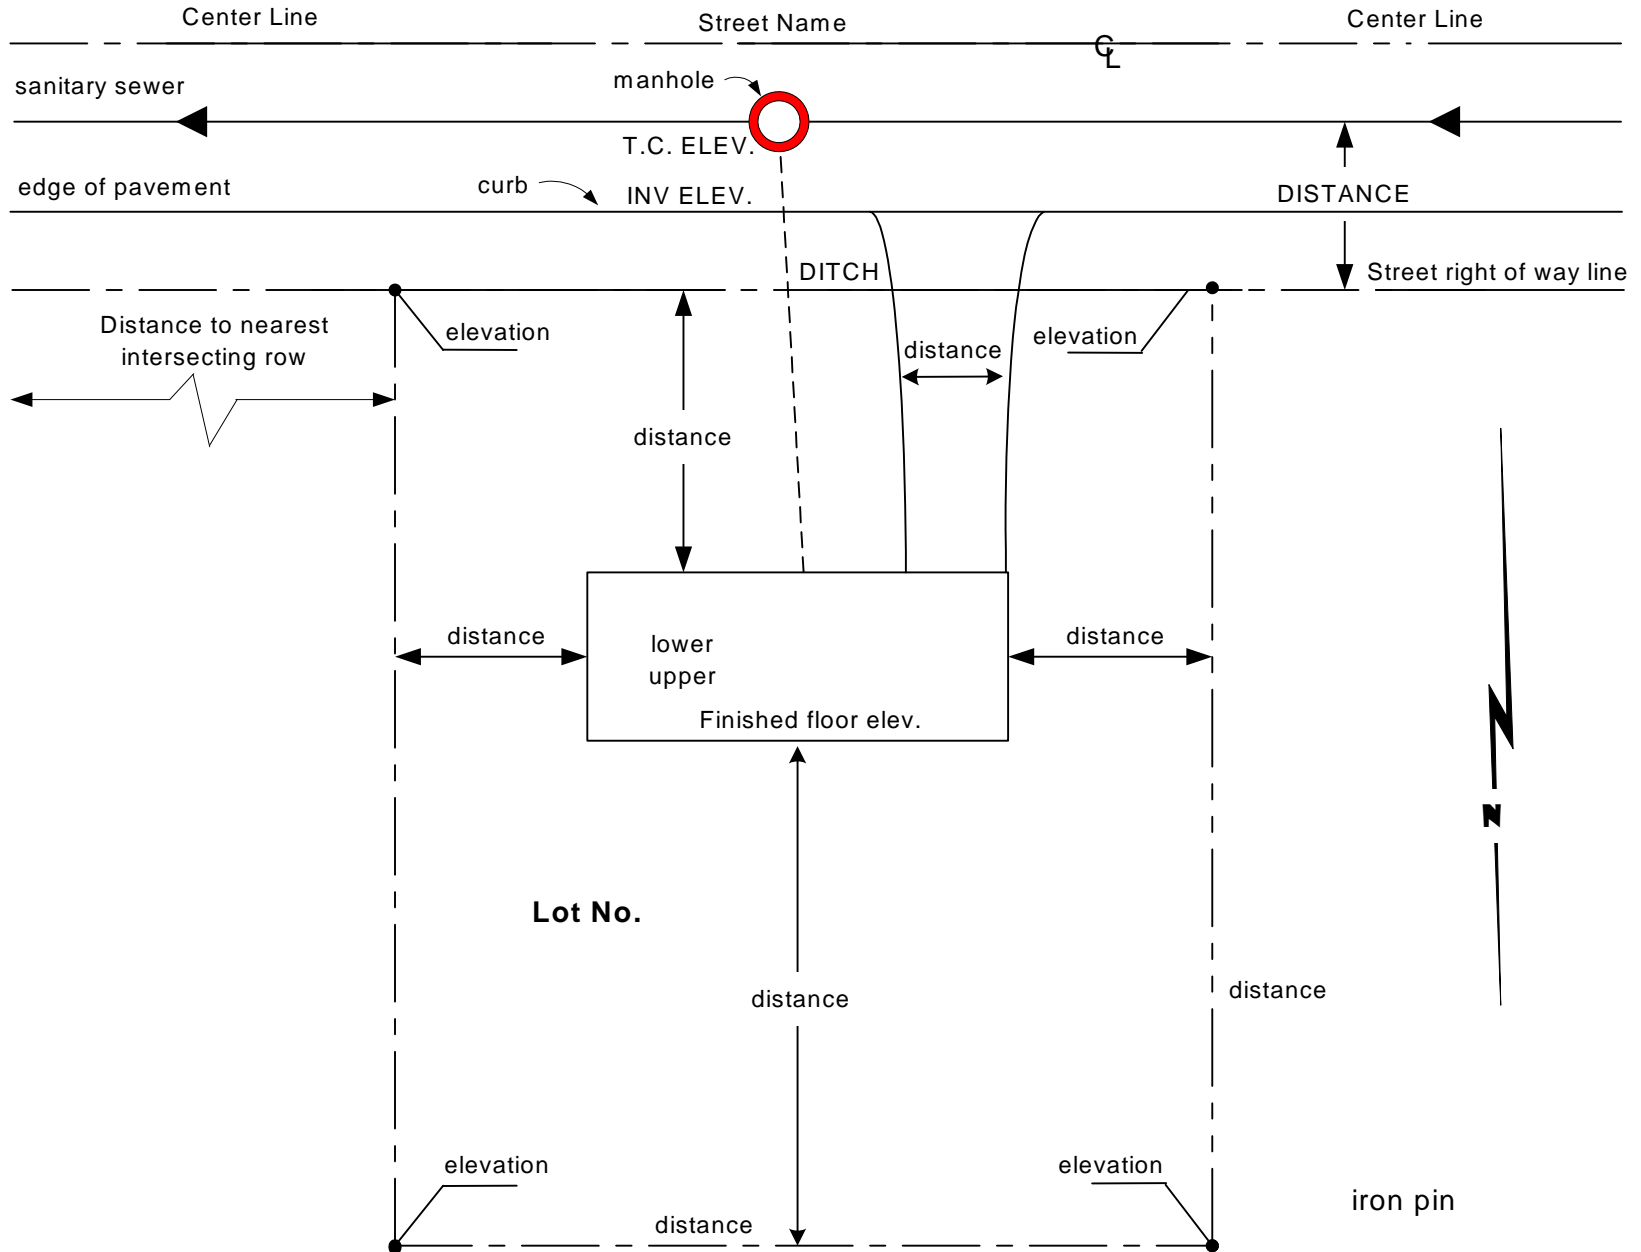 Center Line
Street Name
Center Line
CL
sanitary sewer
manhole
T.C. ELEV.
edge of pavement
curb
INV ELEV.
DISTANCE
DITCH
Street right of way line
Distance to nearest
intersecting row
elevation
elevation
distance
distance
distance
distance
lower
upper
Finished floor elev.
N
Lot No.
distance
distance
elevation
elevation
iron pin
distance